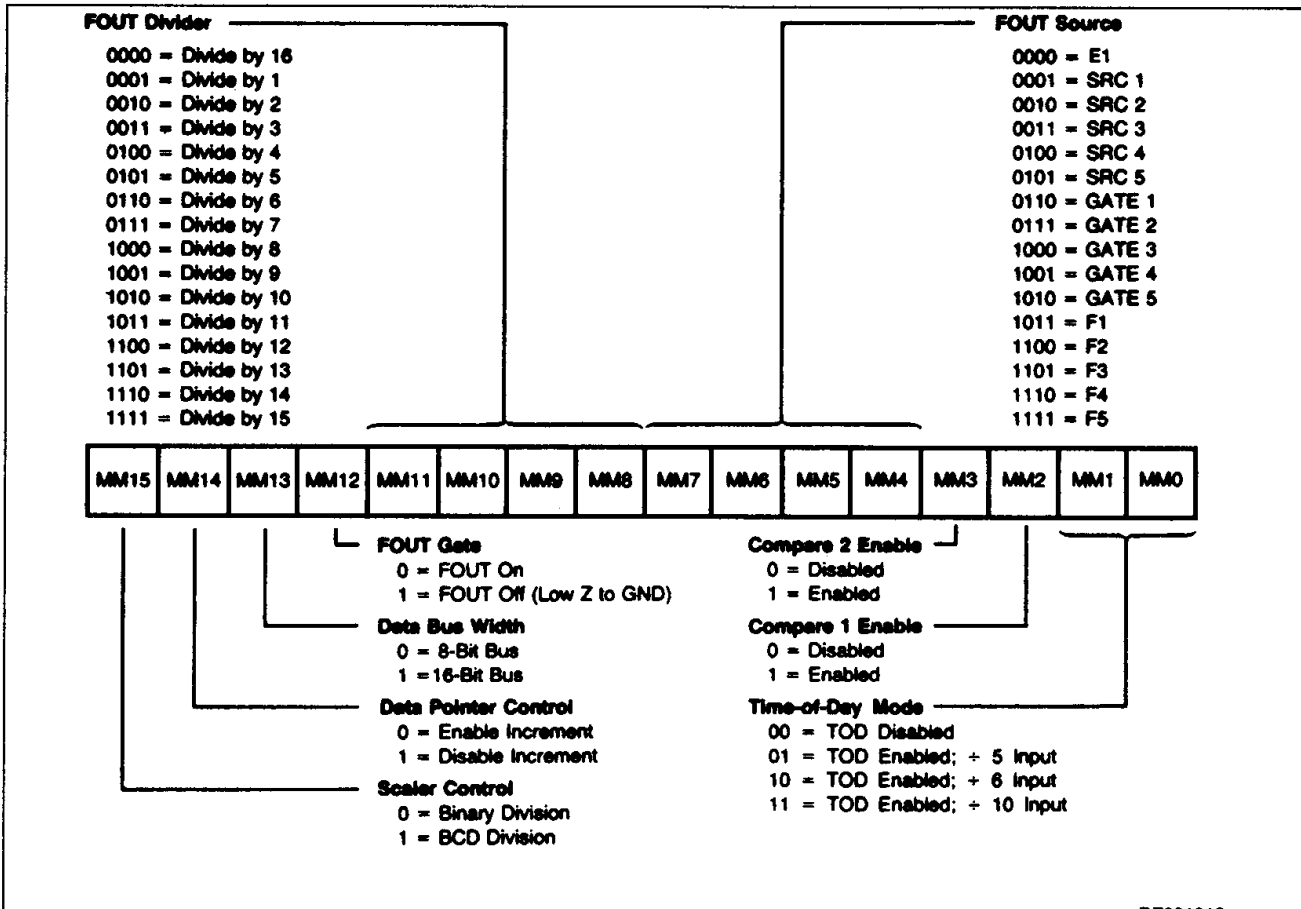 FOUT Divider
0000 = Divide by 16
0001 = Divide by 1
0010 = Divide by 2
0011 = Divide by 3
0100 = Divide by 4
0101 = Divide by 5
0110 = Divide by 6
0111 = Divide by 7
1000 = Divide by 8
1001 = Divide by 9
1010 = Divide by 10
1011 = Divide by 11
1100 = Divide by 12
1101 = Divide by 13
1110 = Divide by 14
1111 = Divide by 15
FOUT Source
0000 = E1
0001 = SRC 1
0010 = SRC 2
0011 = SRC 3
0100 = SRC 4
0101 = SRC 5
0110 = GATE 1
0111 = GATE 2
1000 = GATE 3
1001 = GATE 4
1010 = GATE 5
1011 = F1
1100 = F2
1101 = F3
1110 = F4
1111 = F5
MM15 MM14 MM13 MM12 MM11 MM10 MM9 MM8 MM7 MM6 MM5 MM4 MM3 MM2 MM1 MM0
FOUT Gate
0 = FOUT On
1 = FOUT Off (Low Z to GND)
Data Bus Width
0 = 8-Bit Bus
1 =16-Bit Bus
Data Pointer Control
0 = Enable Increment
1 = Disable Increment
Scaler Control
0 = Binary Division
1 = BCD Division
Compare 2 Enable
0 = Disabled
1 = Enabled
Compare 1 Enable
0 = Disabled
1 = Enabled
Time-of-Day Mode
00 = TOD Disabled
01 = TOD Enabled; ÷ 5 Input
10 = TOD Enabled; ÷ 6 Input
11 = TOD Enabled; ÷ 10 Input